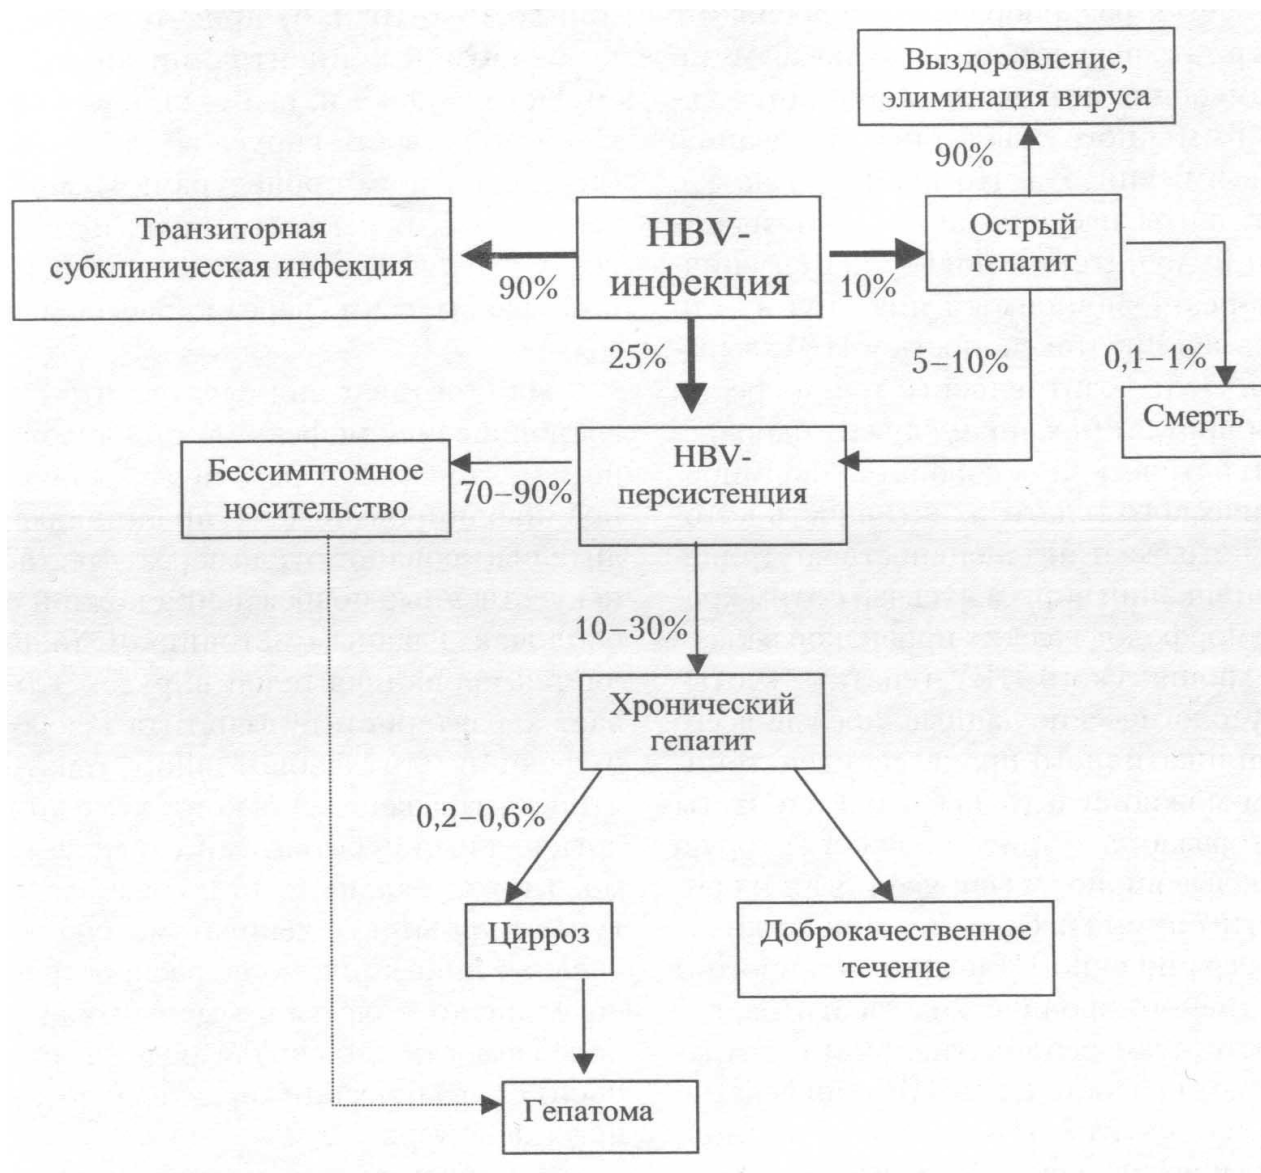 Выздоровление,
элиминация вируса
90%
Транзиторная
субклиническая инфекция
90%
HBV-
инфекция
10%
Острый
гепатит
25%
5–10%
0,1–1%
Смерть
Бессимптомное
носительство
70–90%
HBV-
персистенция
10–30%
Хронический
гепатит
0,2–0,6%
Цирроз
Доброкачественное
течение
Гепатома